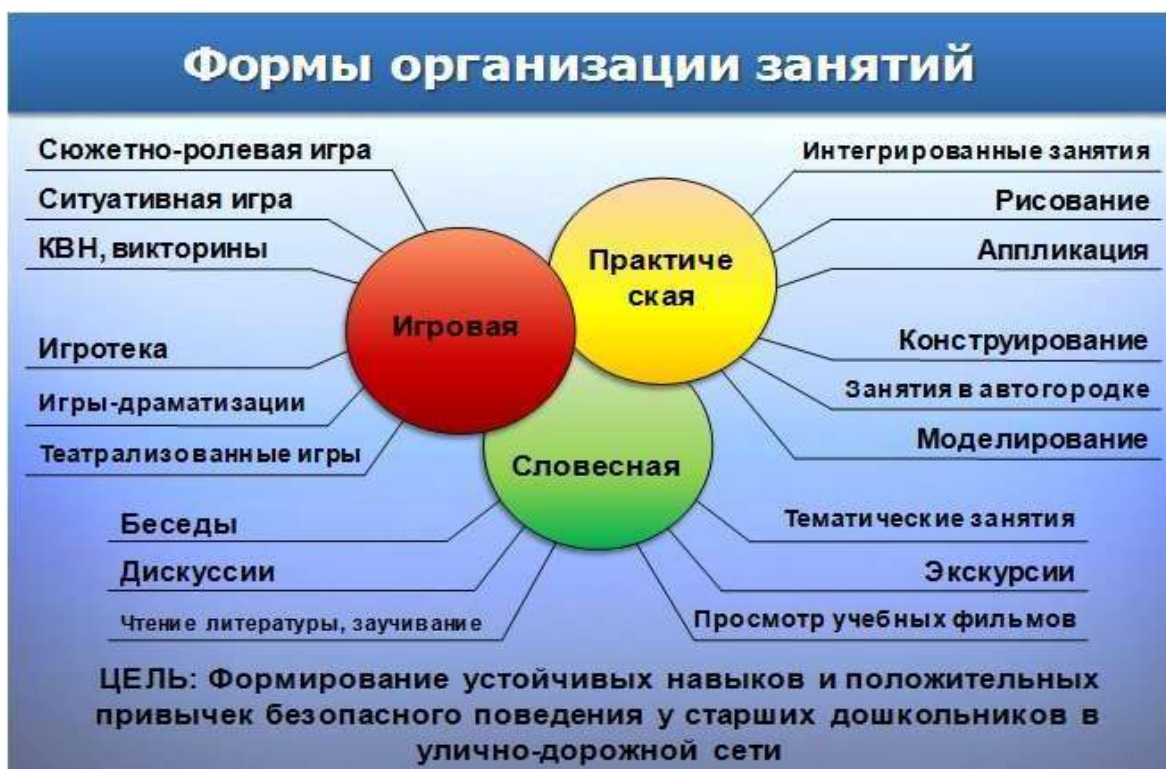 Формы организации занятий
Сюжетно-ролевая игра
Ситуативная игра
КВН, викторины
Игротека
Игры-драматизации
Театрализованные игры
Игровая
Практиче
ская
Интегрированные занятия
Рисование
Аппликация
Конструирование
Занятия в автогородке
Моделирование
Словесная
Беседы
Дискуссии
Чтение литературы, заучивание
Тематические занятия
Экскурсии
Просмотр учебных фильмов
ЦЕЛЬ: Формирование устойчивых навыков и положительных
привычек безопасного поведения у старших дошкольников в
улично-дорожной сети